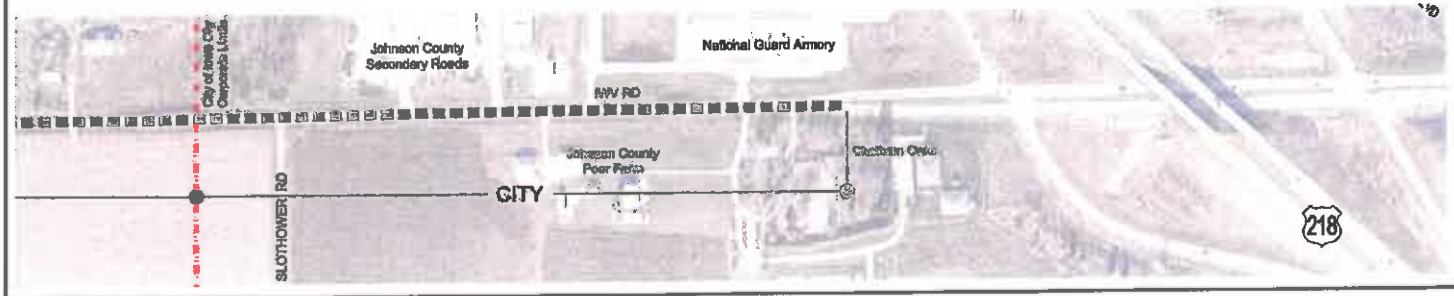 City of Iowa City
Corporate Limits
Johnson County
Secondary Roads
National Guard Armory
IWV RD
Johnson County
Poor Farm
Chatham Oaks
CITY
SLOTHOWER RD
218